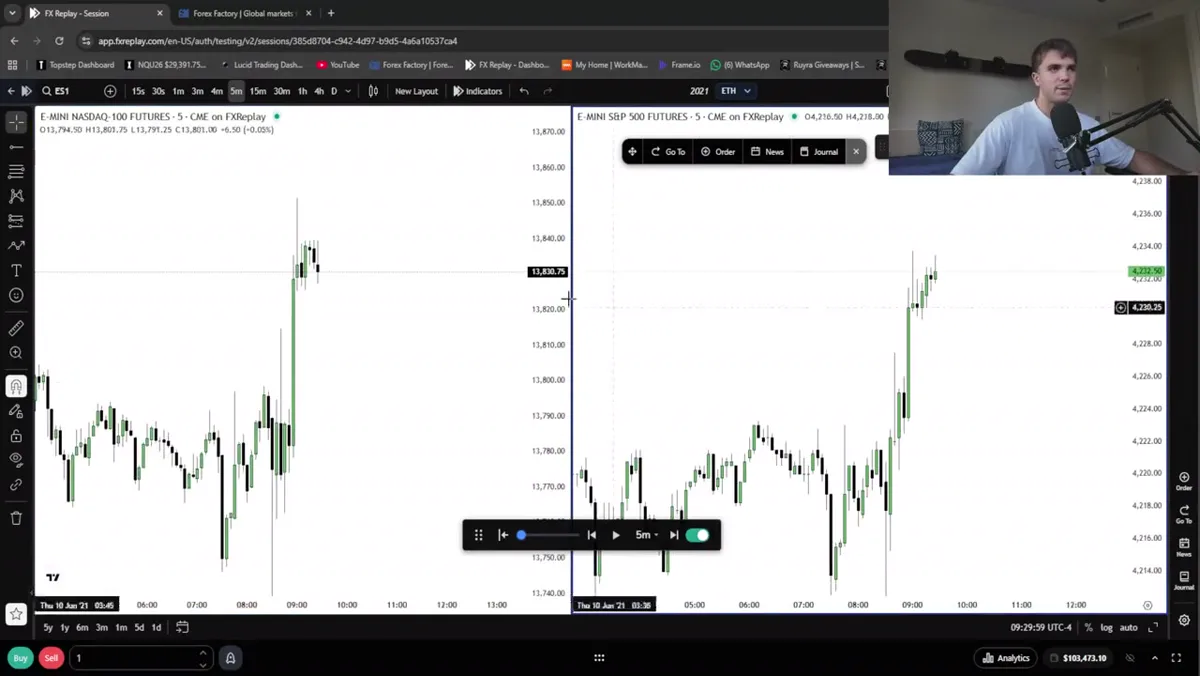 FX Replay - Session
Forex Factory | Global markets
app.fxreplay.com/en-US/auth/testing/v2/sessions/385d8704-c942-4d97-b9d5-4a6a10537ca4
Topstep Dashboard
NQU26 $29,391.75...
Lucid Trading Dash...
YouTube
Forex Factory | Fore...
FX Replay - Dashbo...
My Home | WorkMa...
Frame.io
(6) WhatsApp
Ruyra Giveaways | S...
ES1
15s 30s 1m 3m 4m 5m 15m 30m 1h 4h D
New Layout
Indicators
2021
ETH
E-MINI NASDAQ-100 FUTURES · 5 · CME on FXReplay
O13,794.50 H13,801.75 L13,791.25 C13,801.00 +6.50 (+0.05%)
E-MINI S&P 500 FUTURES · 5 · CME on FXReplay
O4,216.50 H4,218.00
Go To
Order
News
Journal
13,870.00
13,860.00
13,850.00
13,840.00
13,830.75
13,820.00
13,810.00
13,800.00
13,790.00
13,780.00
13,770.00
13,750.00
13,740.00
4,238.00
4,236.00
4,234.00
4,232.50
4,232.00
4,230.25
4,228.00
4,226.00
4,224.00
4,222.00
4,220.00
4,218.00
4,216.00
4,214.00
5m
Order
Go To
News
Journal
Thu 10 Jun '21 03:45
06:00 07:00 08:00 09:00 10:00 11:00 12:00 13:00
Thu 10 Jun '21 03:35
05:00 06:00 07:00 08:00 09:00 10:00 11:00 12:00
5y 1y 6m 3m 1m 5d 1d
09:29:59 UTC-4
% log auto
Buy
Sell
1
Analytics
$103,473.10